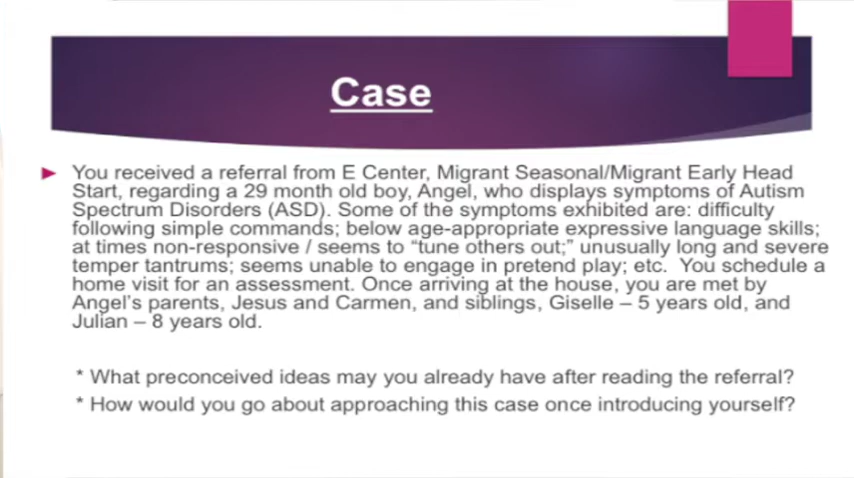 Case
You received a referral from E Center, Migrant Seasonal/Migrant Early Head
Start, regarding a 29 month old boy, Angel, who displays symptoms of Autism
Spectrum Disorders (ASD). Some of the symptoms exhibited are: difficulty
following simple commands; below age-appropriate expressive language skills;
at times non-responsive / seems to “tune others out;” unusually long and severe
temper tantrums; seems unable to engage in pretend play; etc. You schedule a
home visit for an assessment. Once arriving at the house, you are met by
Angel’s parents, Jesus and Carmen, and siblings, Giselle – 5 years old, and
Julian – 8 years old.
* What preconceived ideas may you already have after reading the referral?
* How would you go about approaching this case once introducing yourself?